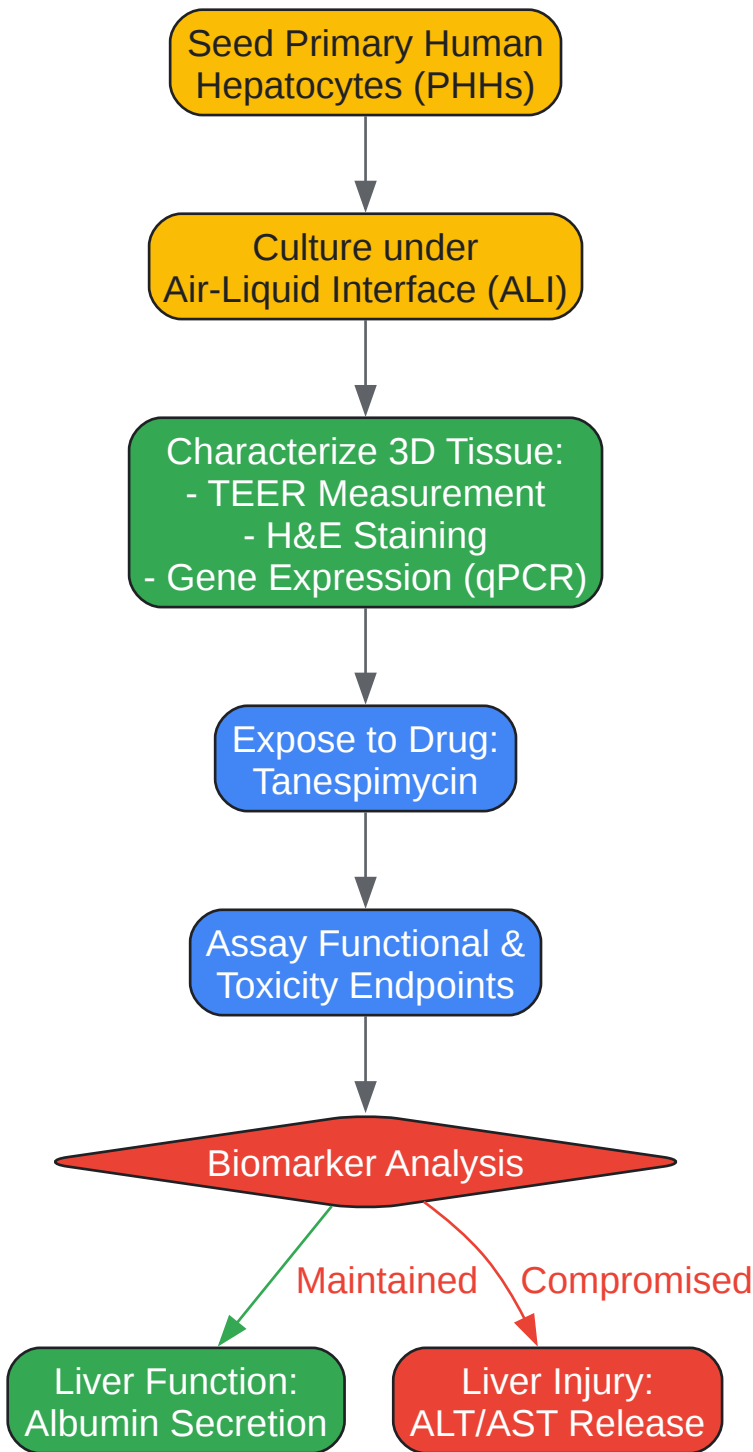 Seed Primary Human
Hepatocytes (PHHs)
Culture under
Air-Liquid Interface (ALI)
Characterize 3D Tissue:
- TEER Measurement
- H&E Staining
- Gene Expression (qPCR)
Expose to Drug:
Tanespimycin
Assay Functional &
Toxicity Endpoints
Biomarker Analysis
Maintained
Compromised
Liver Function:
Albumin Secretion
Liver Injury:
ALT/AST Release